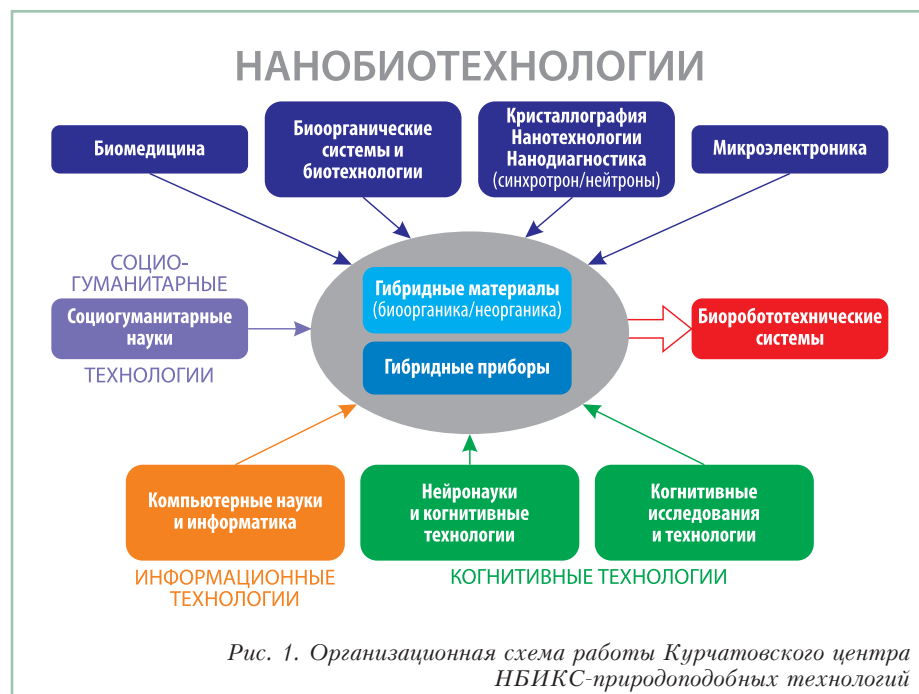 НАНОБИОТЕХНОЛОГИИ
Биомедицина
Биоорганические
системы и
биотехнологии
Кристаллография
Нанотехнологии
Нанодиагностика
(синхротрон/нейтроны)
Микроэлектроника
СОЦИО-
ГУМАНИТАРНЫЕ
Социогуманитарные
науки
ТЕХНОЛОГИИ
Гибридные материалы
(биоорганика/неорганика)
Гибридные приборы
Биоробототехнические
системы
Компьютерные науки
и информатика
ИНФОРМАЦИОННЫЕ
ТЕХНОЛОГИИ
Нейронауки
и когнитивные
технологии
Когнитивные
исследования
и технологии
КОГНИТИВНЫЕ ТЕХНОЛОГИИ
Рис. 1. Организационная схема работы Курчатовского центра
НБИКС-природоподобных технологий